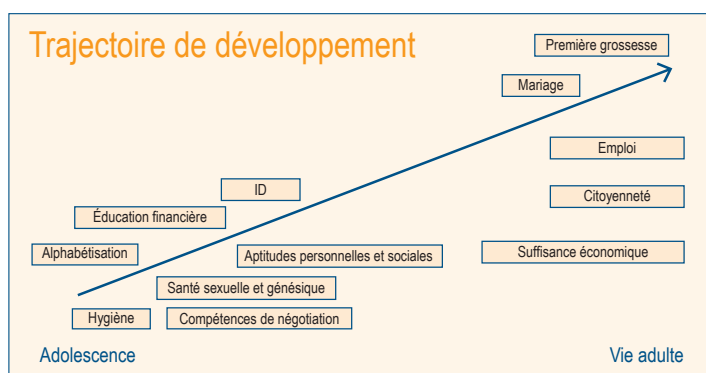 Trajectoire de développement
Première grossesse
Mariage
Emploi
ID
Citoyenneté
Éducation financière
Alphabétisation
Aptitudes personnelles et sociales
Suffisance économique
Santé sexuelle et génésique
Hygiène
Compétences de négotiation
Adolescence
Vie adulte